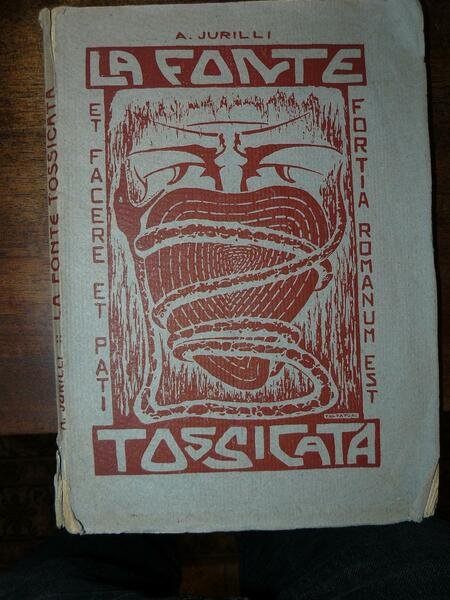 A. JURILLI
LA FONTE
ET FACERE ET PATI
FORTIA ROMANUM EST
TOSSICATA
A. JURILLI :: LA FONTE TOSSICATA